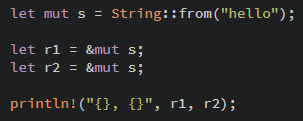 let mut s = String::from("hello");
let r1 = &mut s;
let r2 = &mut s;
println!("{}, {}", r1, r2);